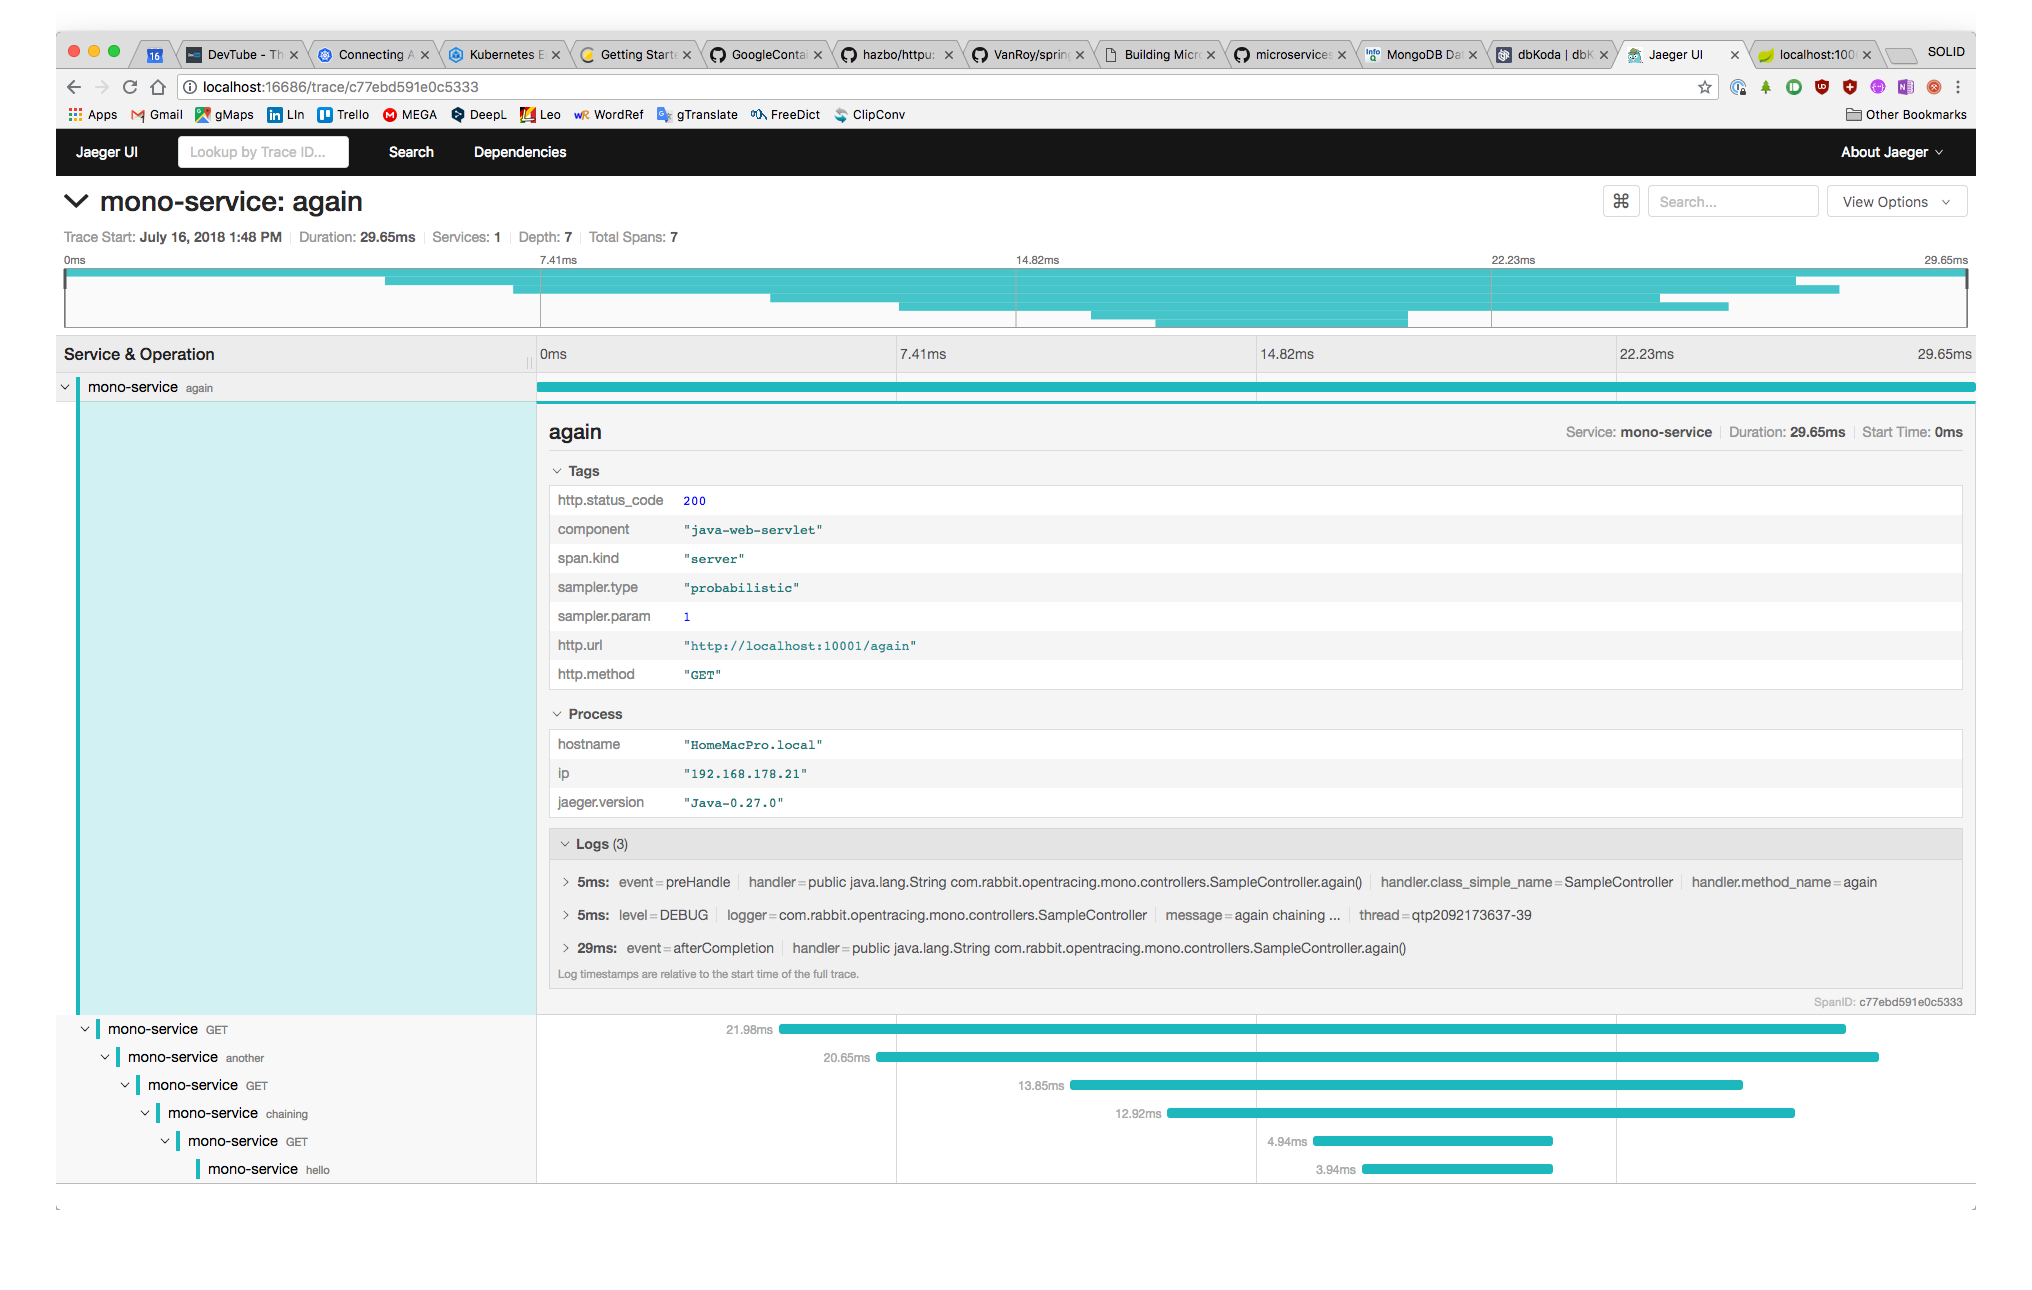 16 DevTube - Th Connecting A Kubernetes E Getting Starte GoogleContai hazbo/httpu: VanRoy/spring Building Micro microservices MongoDB Dat dbKoda | dbK Jaeger UI localhost:100 SOLID
localhost:16686/trace/c77ebd591e0c5333
Apps Gmail gMaps LIn Trello MEGA DeepL Leo WordRef gTranslate FreeDict ClipConv Other Bookmarks
Jaeger UI Lookup by Trace ID... Search Dependencies About Jaeger
mono-service: again ⌘ Search... View Options
Trace Start: July 16, 2018 1:48 PM Duration: 29.65ms Services: 1 Depth: 7 Total Spans: 7
0ms 7.41ms 14.82ms 22.23ms 29.65ms
Service & Operation 0ms 7.41ms 14.82ms 22.23ms 29.65ms
mono-service again
again Service: mono-service Duration: 29.65ms Start Time: 0ms
Tags
http.status_code 200
component "java-web-servlet"
span.kind "server"
sampler.type "probabilistic"
sampler.param 1
http.url "http://localhost:10001/again"
http.method "GET"
Process
hostname "HomeMacPro.local"
ip "192.168.178.21"
jaeger.version "Java-0.27.0"
Logs (3)
5ms: event=preHandle handler=public java.lang.String com.rabbit.opentracing.mono.controllers.SampleController.again() handler.class_simple_name=SampleController handler.method_name=again
5ms: level=DEBUG logger=com.rabbit.opentracing.mono.controllers.SampleController message=again chaining ... thread=qtp2092173637-39
29ms: event=afterCompletion handler=public java.lang.String com.rabbit.opentracing.mono.controllers.SampleController.again()
Log timestamps are relative to the start time of the full trace.
SpanID: c77ebd591e0c5333
mono-service GET 21.98ms
mono-service another 20.65ms
mono-service GET 13.85ms
mono-service chaining 12.92ms
mono-service GET 4.94ms
mono-service hello 3.94ms